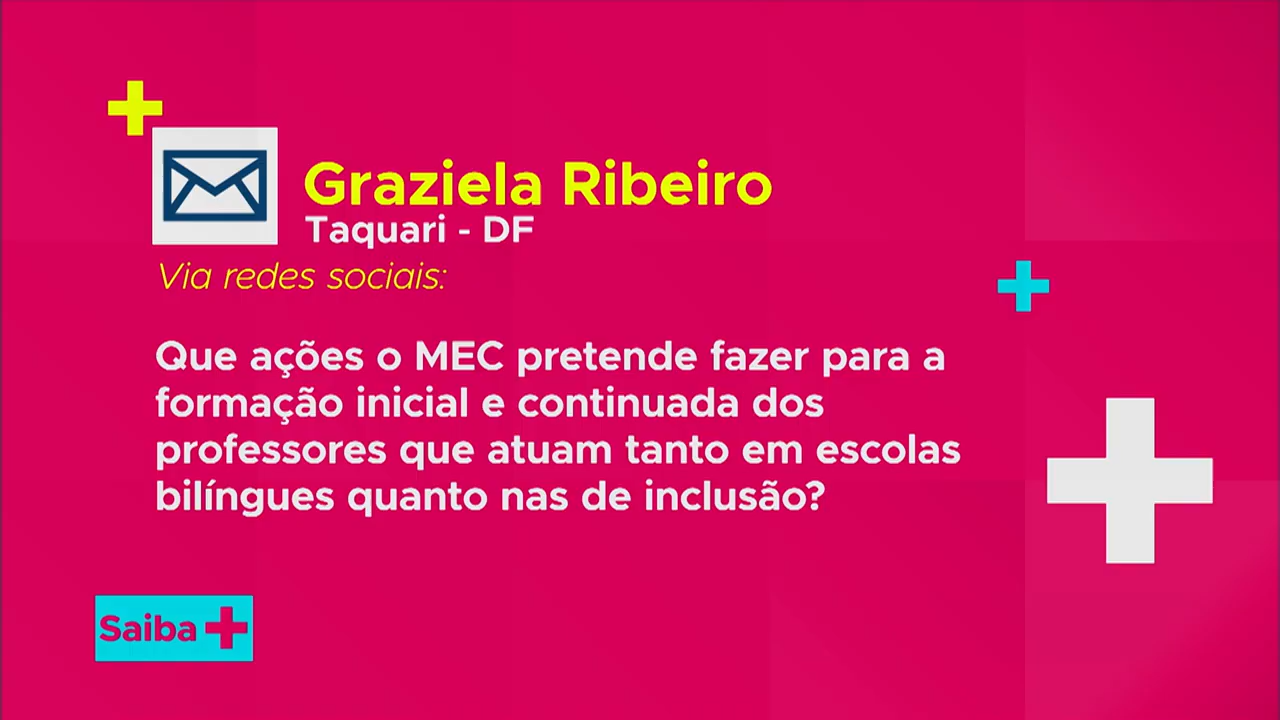 Graziela Ribeiro
Taquari - DF
Via redes sociais:
Que ações o MEC pretende fazer para a
formação inicial e continuada dos
professores que atuam tanto em escolas
bilíngues quanto nas de inclusão?
Saiba+